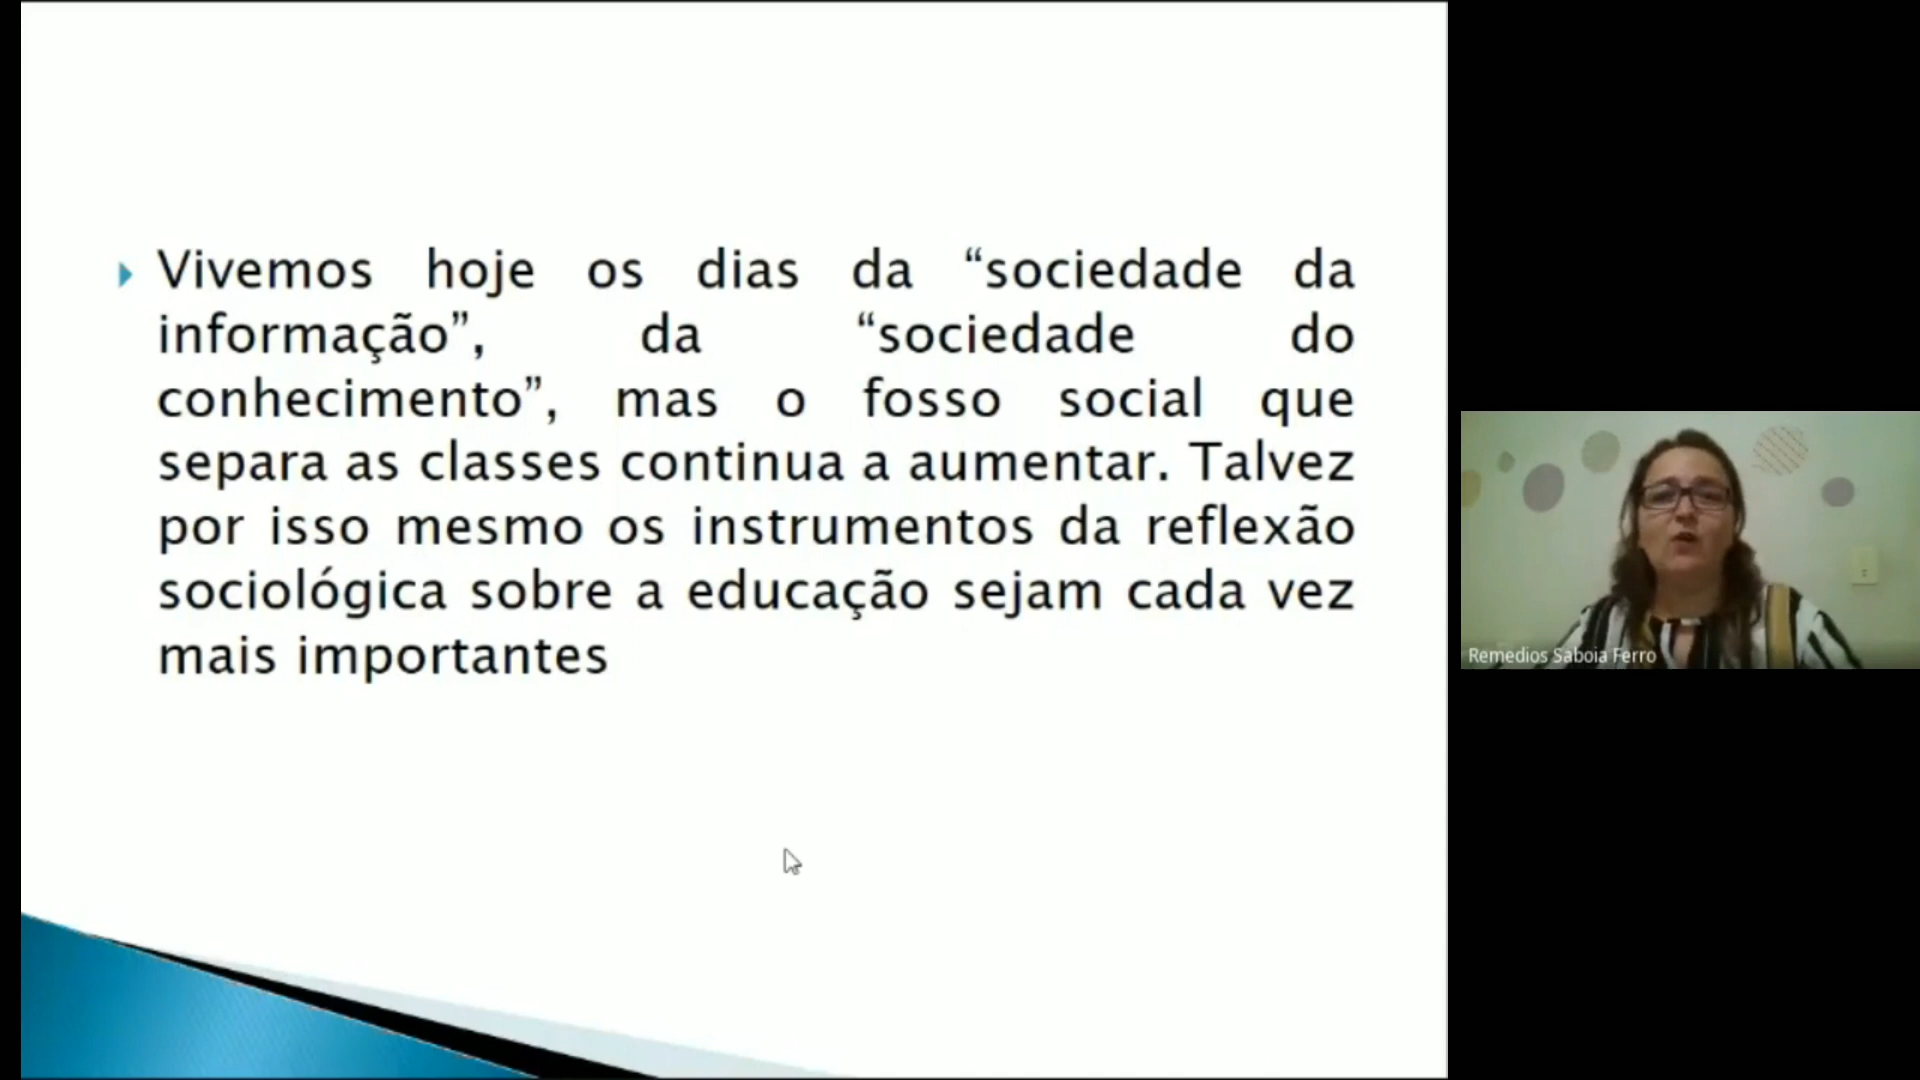 Vivemos hoje os dias da “sociedade da
informação”, da “sociedade do
conhecimento”, mas o fosso social que
separa as classes continua a aumentar. Talvez
por isso mesmo os instrumentos da reflexão
sociológica sobre a educação sejam cada vez
mais importantes
Remedios Saboia Ferro